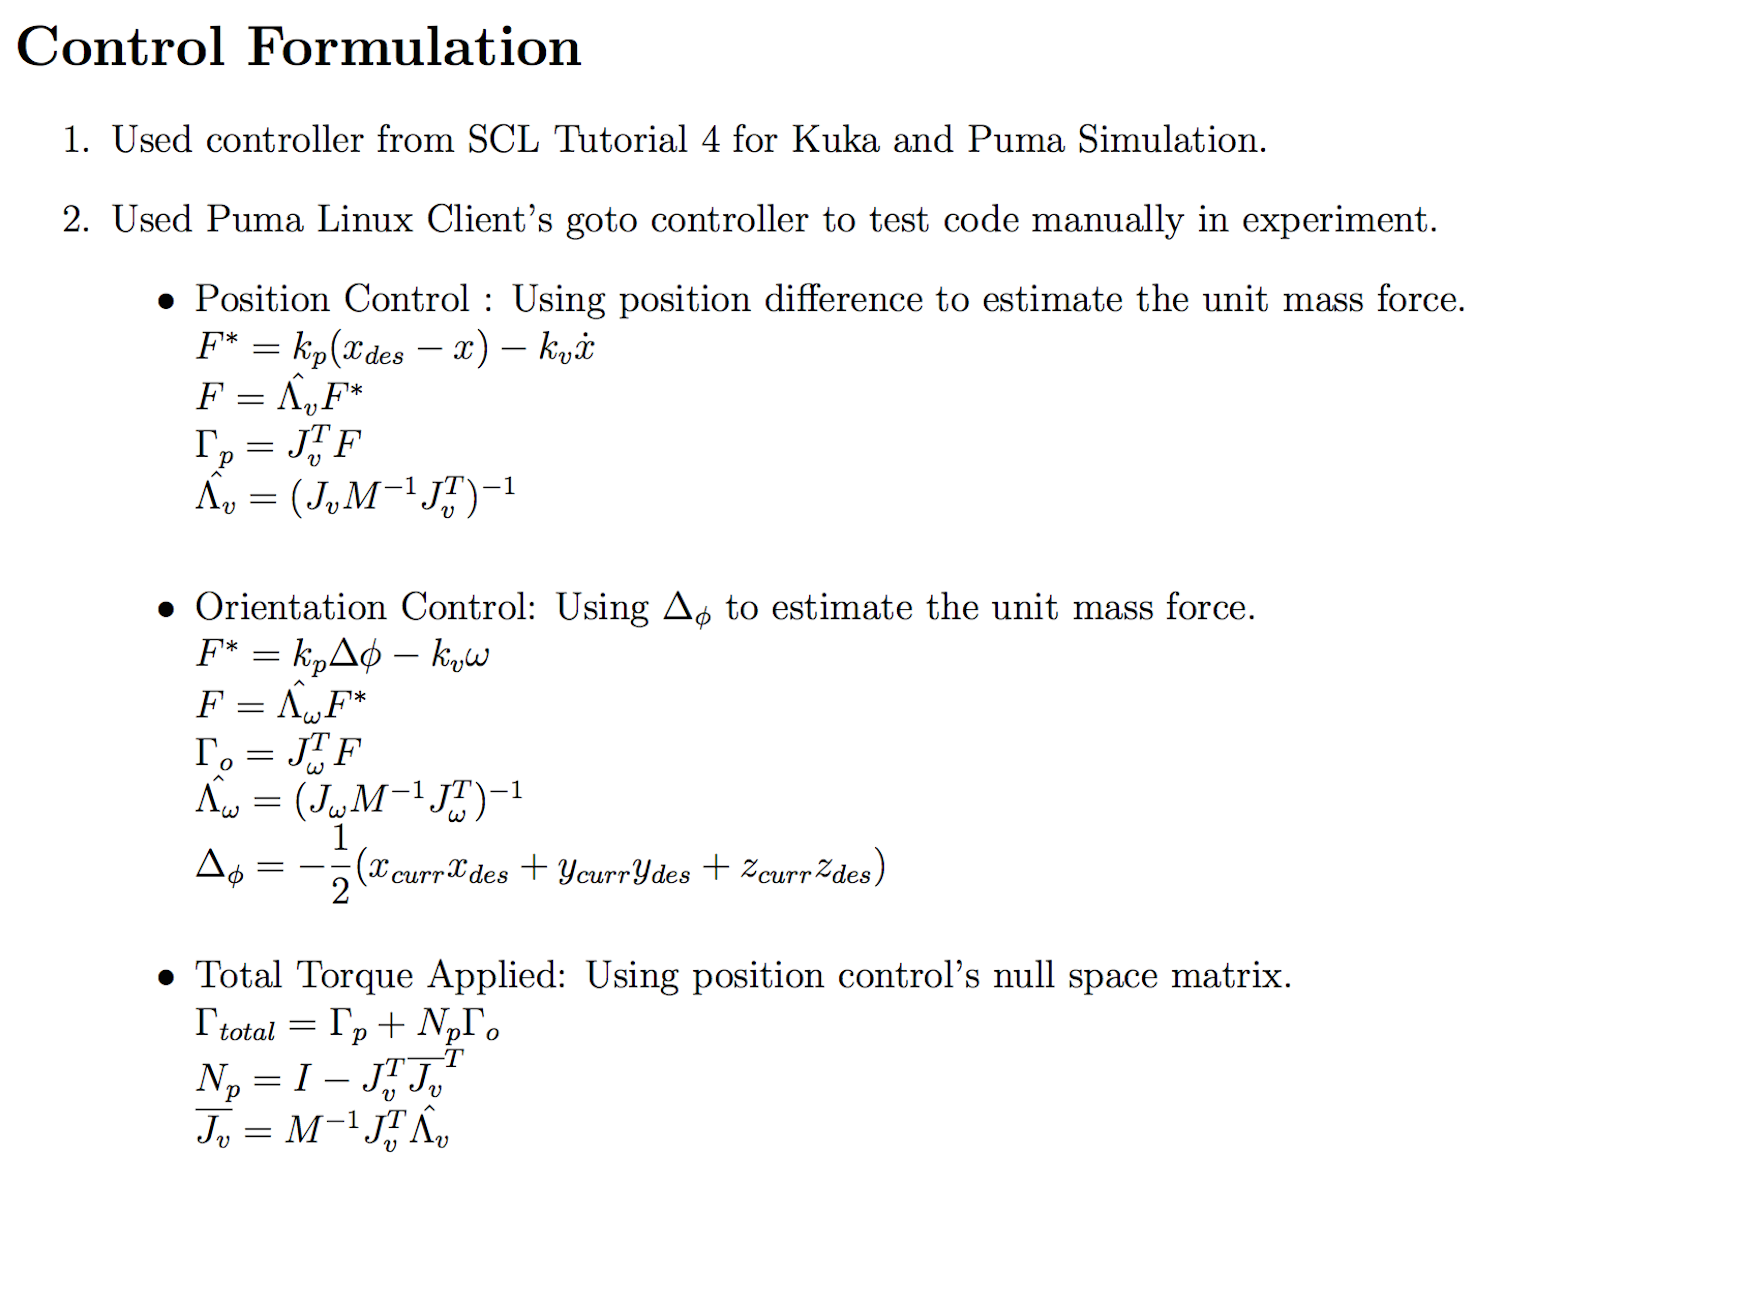 Control Formulation
1. Used controller from SCL Tutorial 4 for Kuka and Puma Simulation.
2. Used Puma Linux Client's goto controller to test code manually in experiment.
• Position Control : Using position difference to estimate the unit mass force.
$F^* = k_p(x_{des} - x) - k_v\dot{x}$
$F = \hat{\Lambda_v}F^*$
$\Gamma_p = J_v^T F$
$\hat{\Lambda_v} = (J_v M^{-1} J_v^T)^{-1}$
• Orientation Control: Using $\Delta_\phi$ to estimate the unit mass force.
$F^* = k_p\Delta\phi - k_v\omega$
$F = \hat{\Lambda_\omega}F^*$
$\Gamma_o = J_\omega^T F$
$\hat{\Lambda_\omega} = (J_\omega M^{-1} J_\omega^T)^{-1}$
$\Delta_\phi = -\frac{1}{2}(x_{curr}x_{des} + y_{curr}y_{des} + z_{curr}z_{des})$
• Total Torque Applied: Using position control's null space matrix.
$\Gamma_{total} = \Gamma_p + N_p\Gamma_o$
$N_p = I - J_v^T \overline{J_v}^T$
$\overline{J_v} = M^{-1} J_v^T \hat{\Lambda_v}$